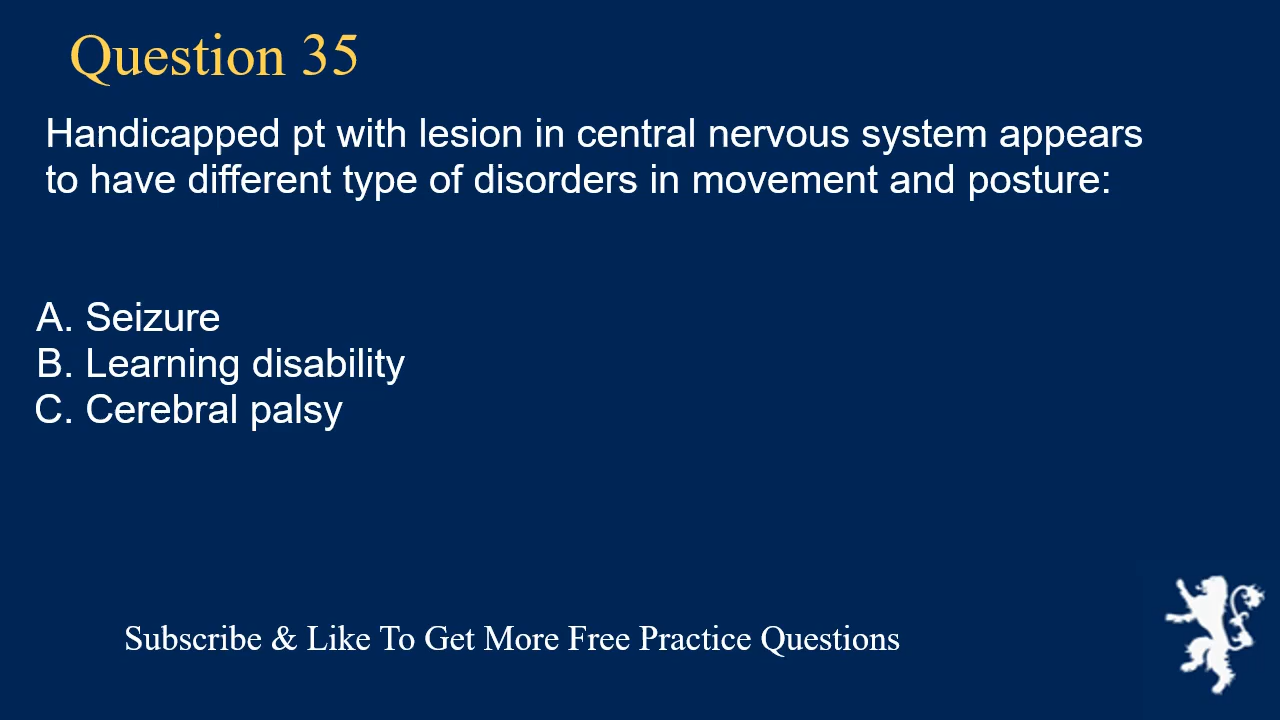 Question 35
Handicapped pt with lesion in central nervous system appears
to have different type of disorders in movement and posture:
A. Seizure
B. Learning disability
C. Cerebral palsy
Subscribe & Like To Get More Free Practice Questions